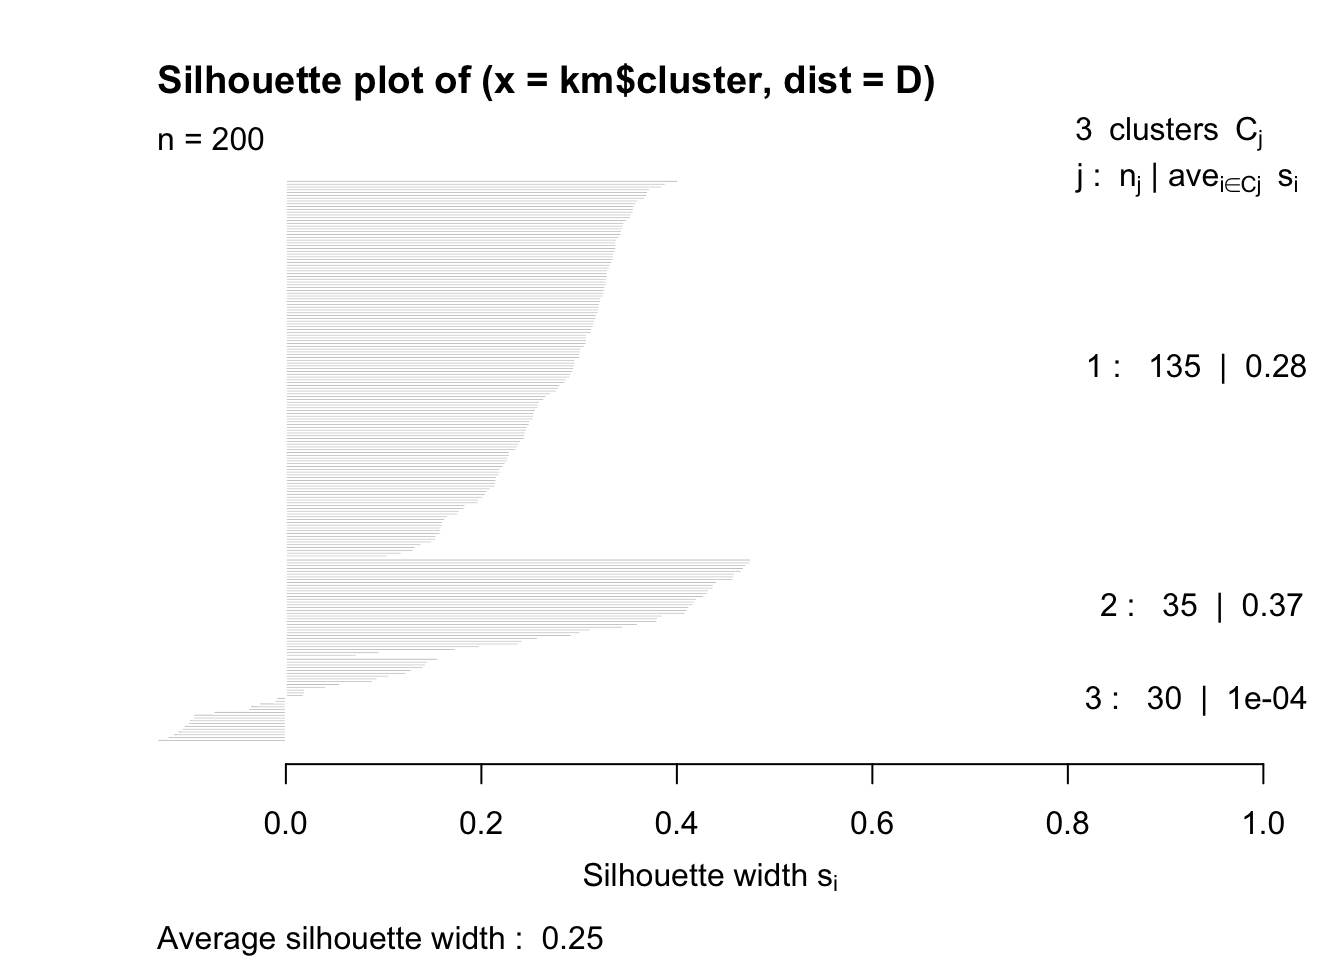 Silhouette plot of (x = km$cluster, dist = D)
n = 200
3 clusters Cj
j : nj | avei∈Cj si
1 : 135 | 0.28
2 : 35 | 0.37
3 : 30 | 1e-04
0.0 0.2 0.4 0.6 0.8 1.0
Silhouette width si
Average silhouette width : 0.25